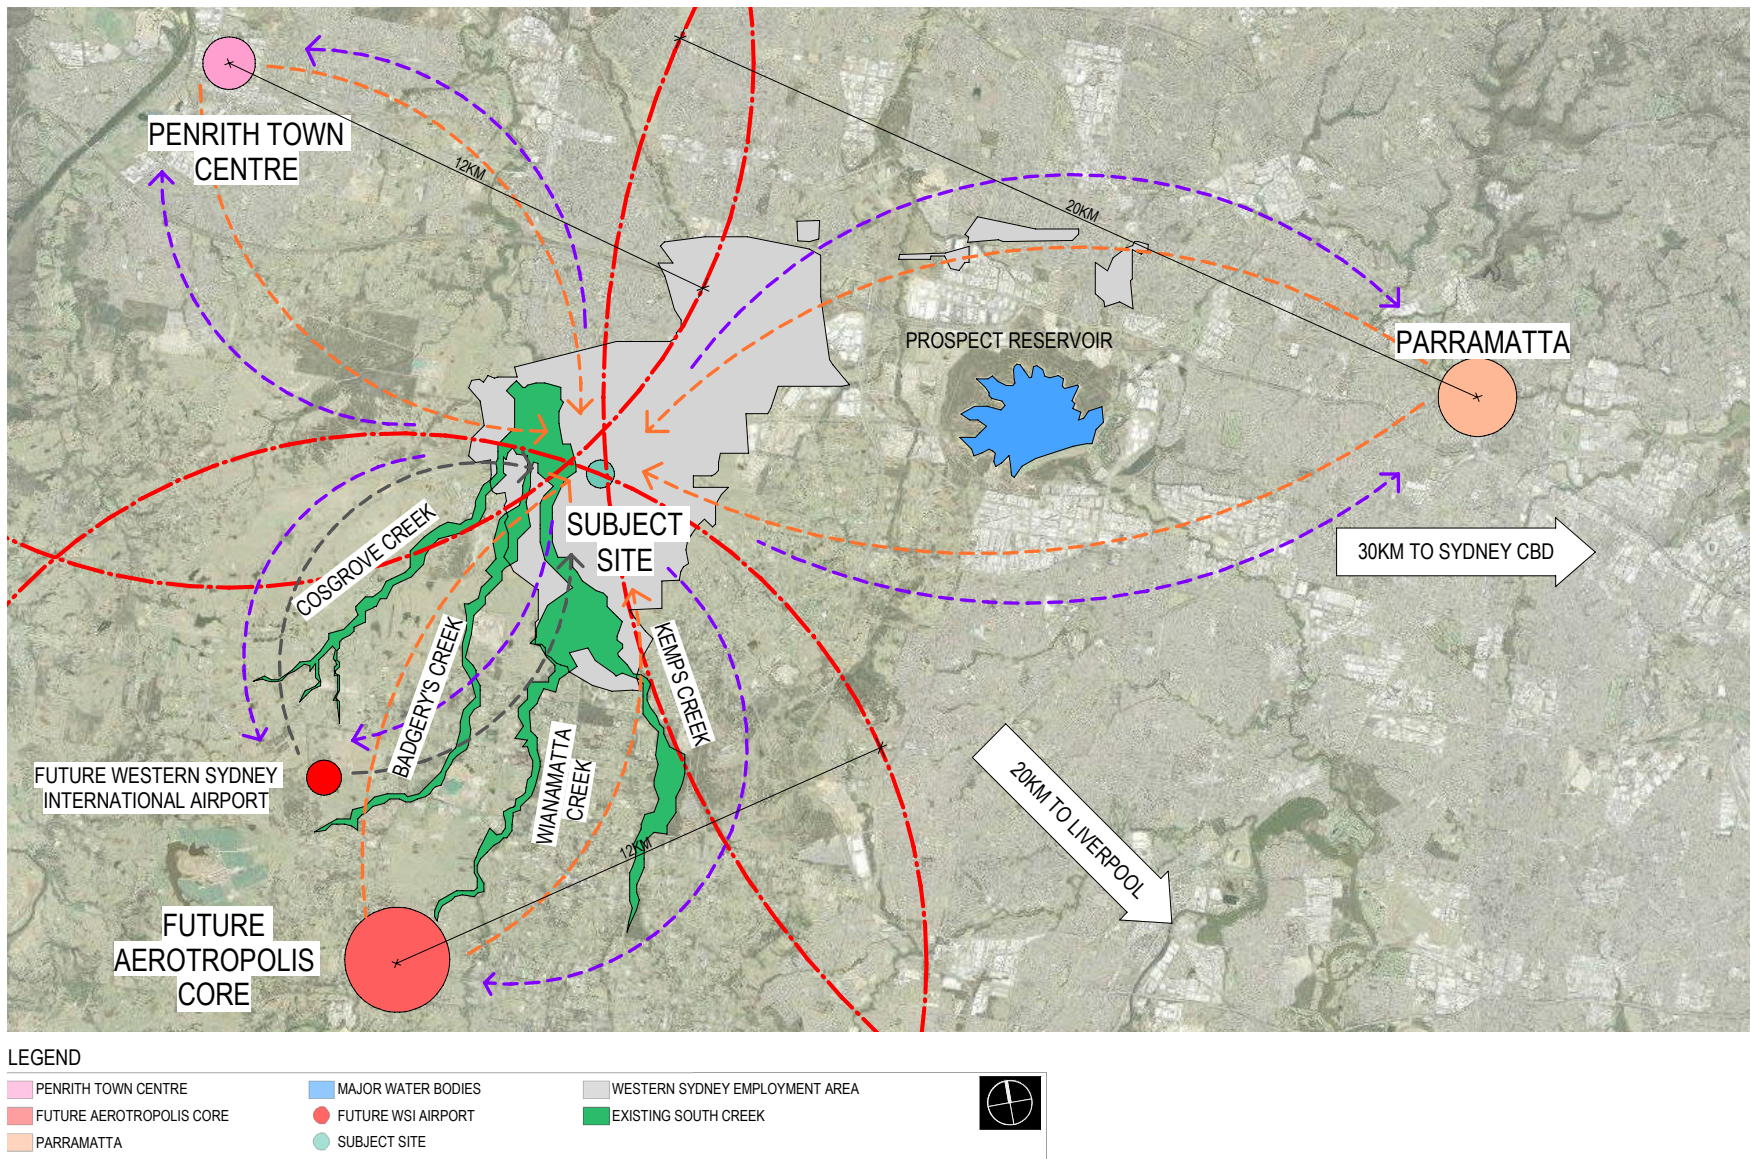 PENRITH TOWN
CENTRE
12KM
20KM
PROSPECT RESERVOIR
PARRAMATTA
SUBJECT
SITE
30KM TO SYDNEY CBD
COSGROVE CREEK
BADGERY'S CREEK
WIANAMATTA
CREEK
KEMPS CREEK
FUTURE WESTERN SYDNEY
INTERNATIONAL AIRPORT
20KM TO LIVERPOOL
12KM
FUTURE
AEROTROPOLIS
CORE
LEGEND
PENRITH TOWN CENTRE
FUTURE AEROTROPOLIS CORE
PARRAMATTA
MAJOR WATER BODIES
FUTURE WSI AIRPORT
SUBJECT SITE
WESTERN SYDNEY EMPLOYMENT AREA
EXISTING SOUTH CREEK